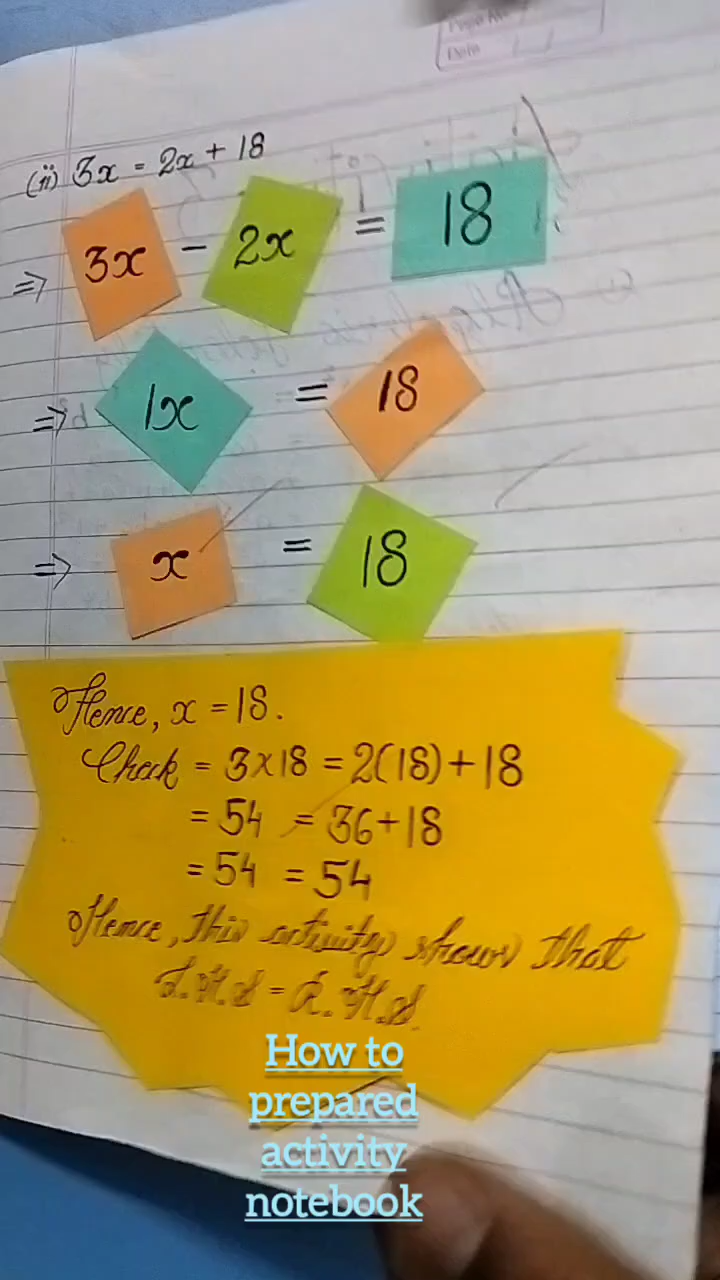 (ii) 3x = 2x + 18
⇒ 3x - 2x = 18
⇒ 1x = 18
⇒ x = 18
Hence, x = 18.
Check = 3×18 = 2(18)+18
= 54 = 36+18
= 54 = 54
Hence, this activity shows that
L.H.S = R.H.S.
How to
prepared
activity
notebook